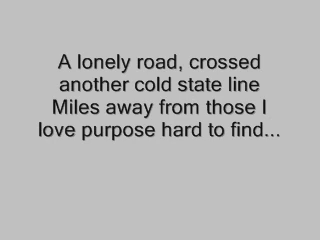 A lonely road, crossed
another cold state line
Miles away from those I
love purpose hard to find...